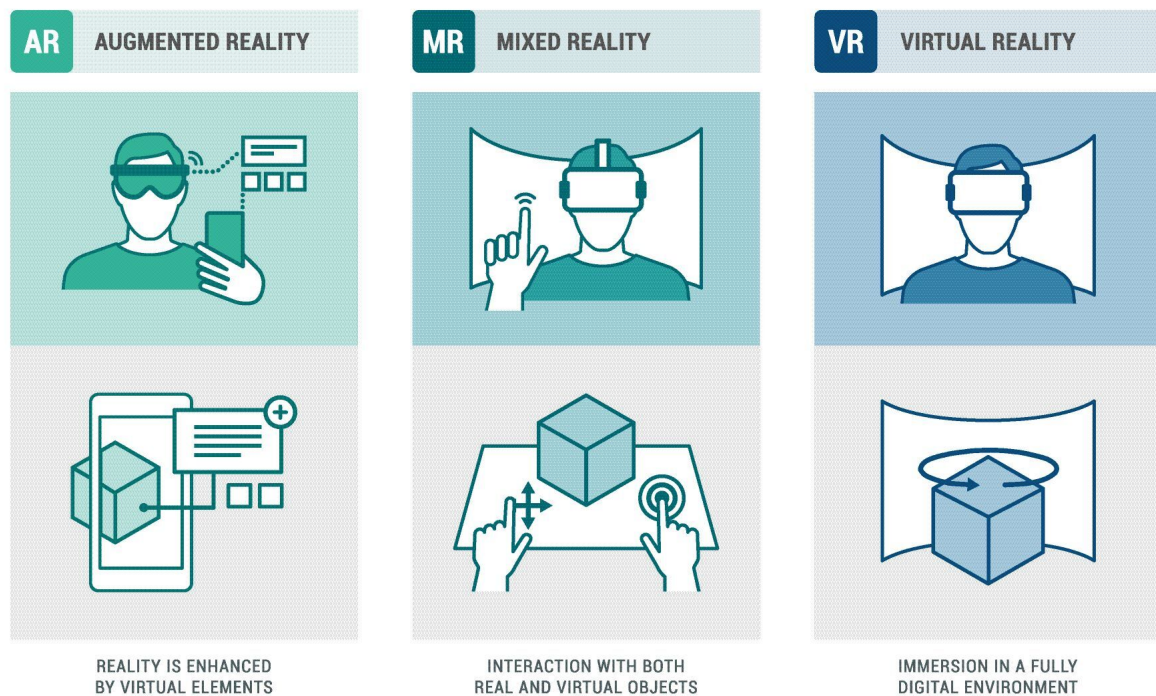 AR AUGMENTED REALITY
MR MIXED REALITY
VR VIRTUAL REALITY
REALITY IS ENHANCED
BY VIRTUAL ELEMENTS
INTERACTION WITH BOTH
REAL AND VIRTUAL OBJECTS
IMMERSION IN A FULLY
DIGITAL ENVIRONMENT